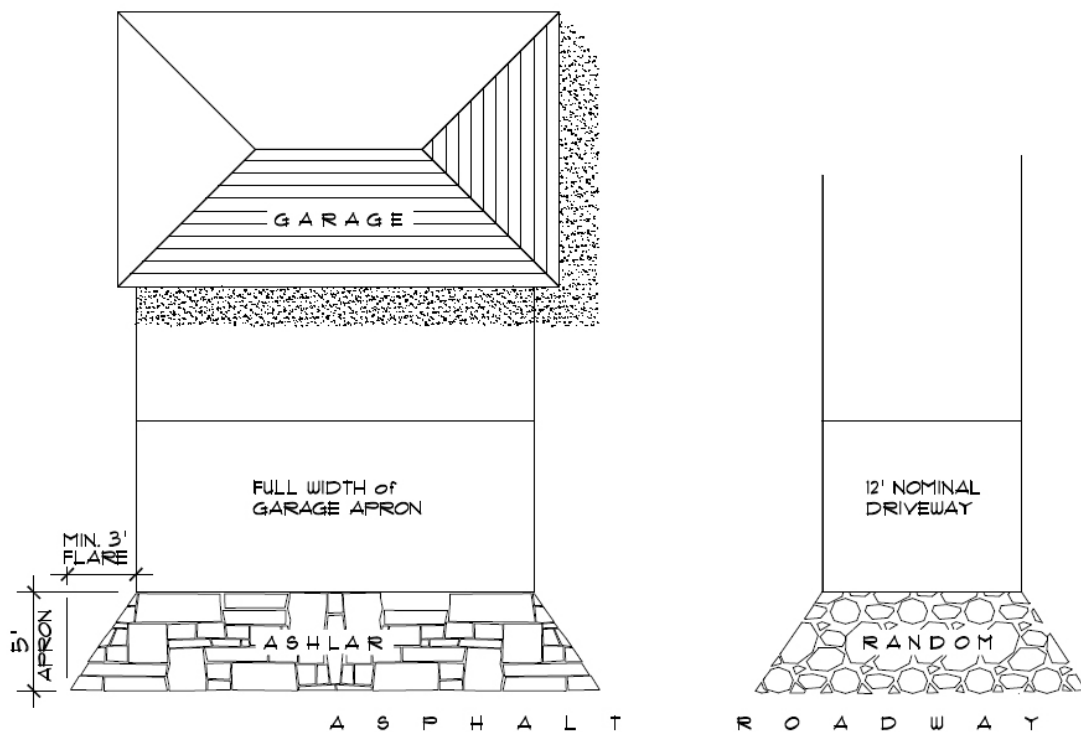 GARAGE
FULL WIDTH of
GARAGE APRON
12' NOMINAL
DRIVEWAY
MIN. 3'
FLARE
5'
APRON
ASHLAR
RANDOM
ASPHALT ROADWAY